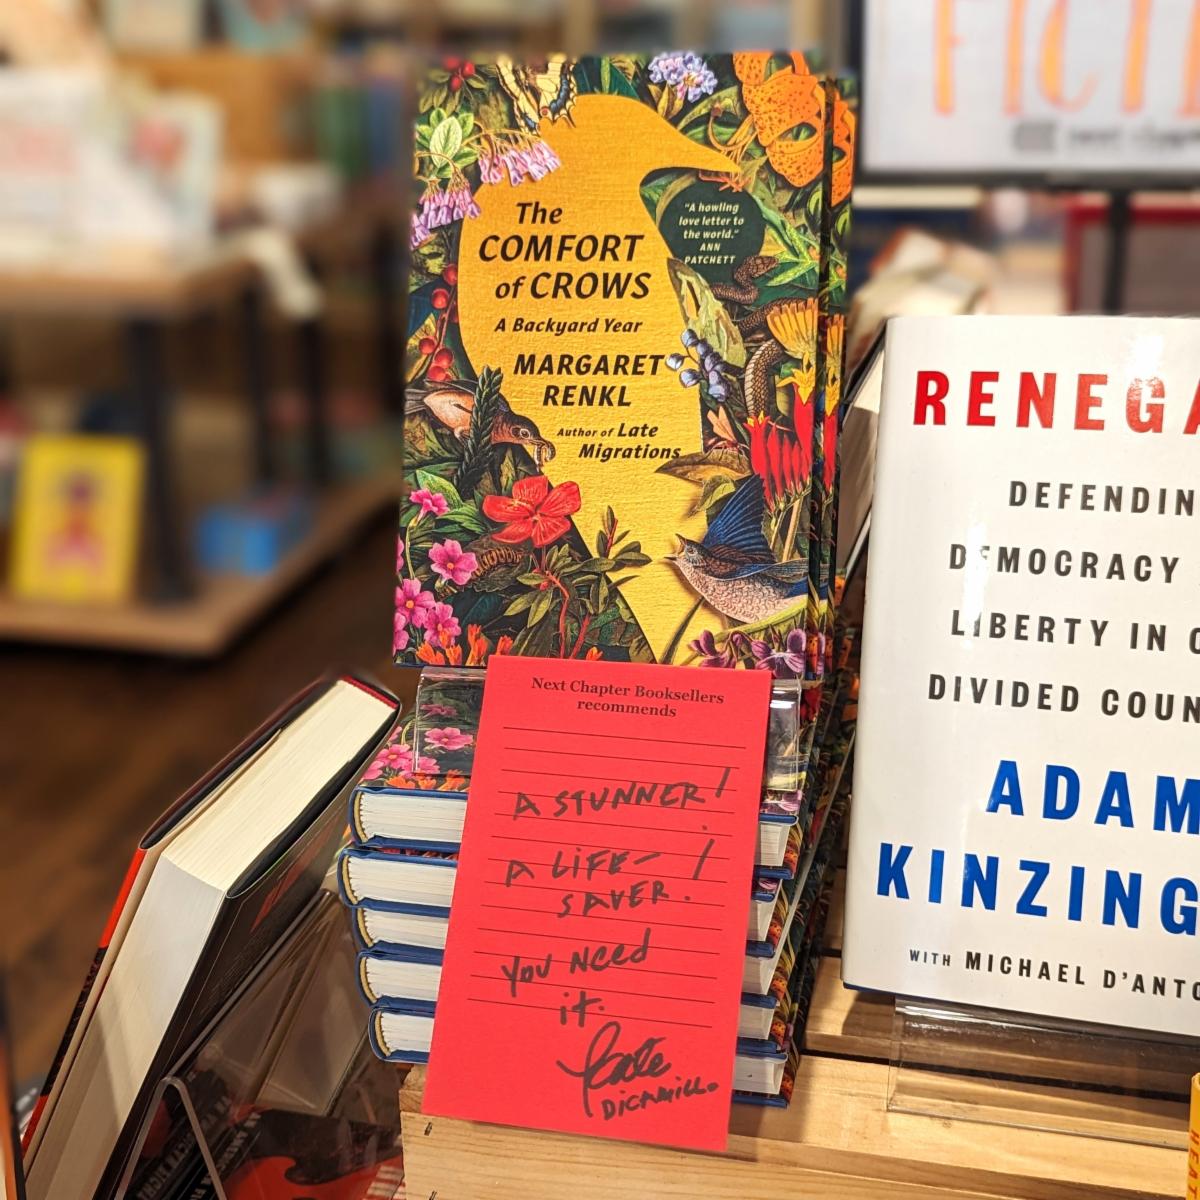 The
COMFORT
of CROWS
A Backyard Year
MARGARET
RENKL
Author of Late
Migrations
"A howling
love letter to
the world."
ANN
PATCHETT
Next Chapter Booksellers
recommends
A STUNNER!
A LIFE-
SAVER!
YOU NEED
it.
Kate
DICAMILLO
FICTI
RENEGA
DEFENDIN
DEMOCRACY
LIBERTY IN O
DIVIDED COUN
ADAM
KINZING
WITH MICHAEL D'ANTO